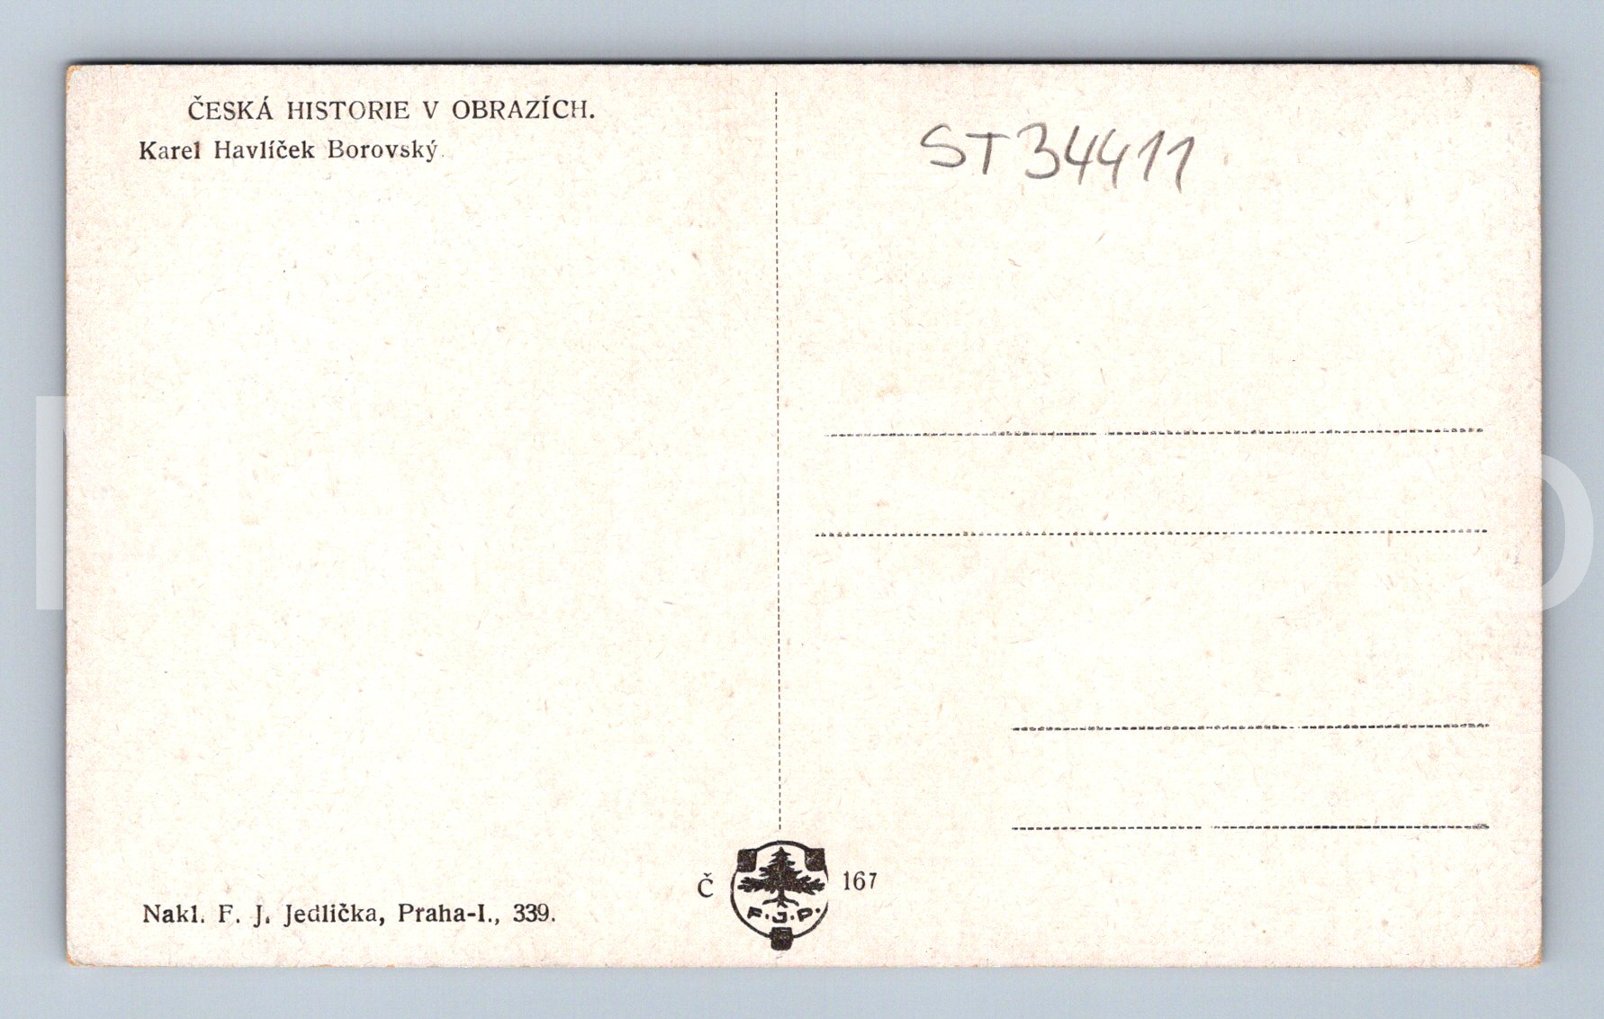 ČESKÁ HISTORIE V OBRAZÍCH.
Karel Havlíček Borovský.
ST34411
Č 167
F.J.P.
Nakl. F. J. Jedlička, Praha-I., 339.